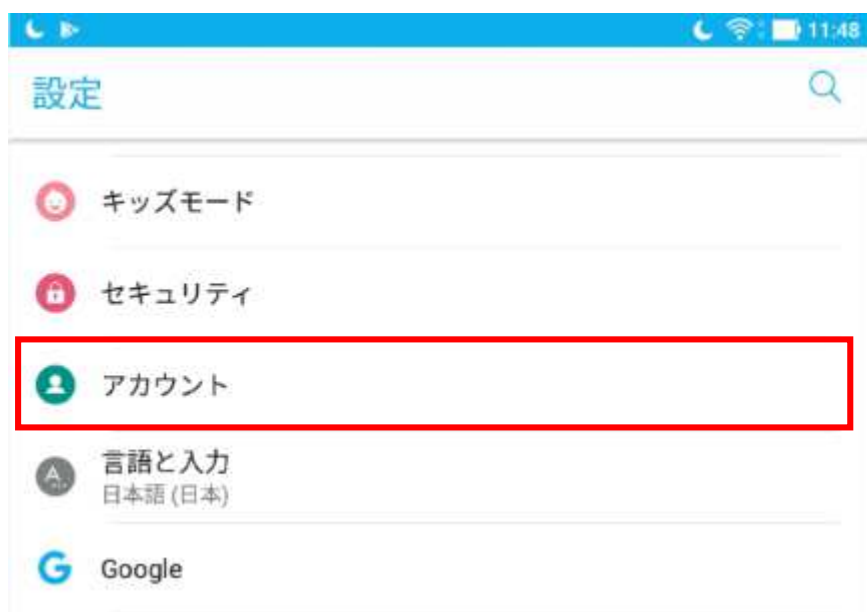 11:48
設定
キッズモード
セキュリティ
アカウント
言語と入力
日本語 (日本)
Google